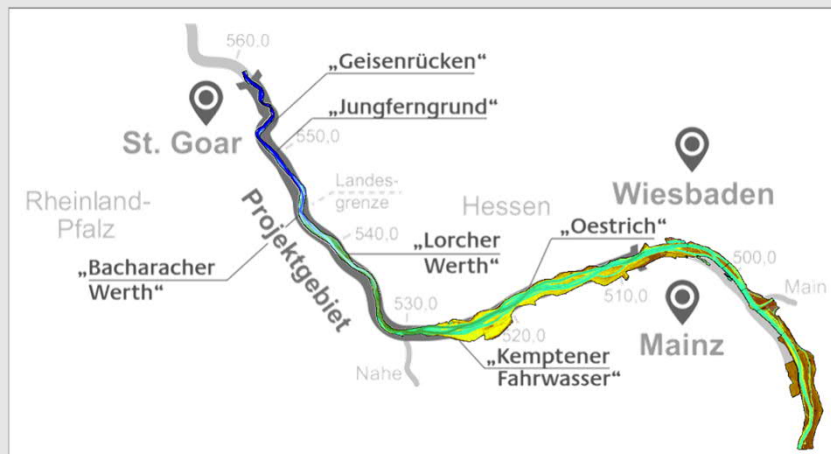 560,0
„Geisenrücken“
„Jungferngrund“
St. Goar
550,0
Landes-
grenze
Rheinland-
Pfalz
Projektgebiet
Hessen
Wiesbaden
„Oestrich“
540,0
„Lorcher
Werth“
„Bacharacher
Werth“
500,0
Main
510,0
530,0
520,0
Mainz
Nahe
„Kemptener
Fahrwasser“